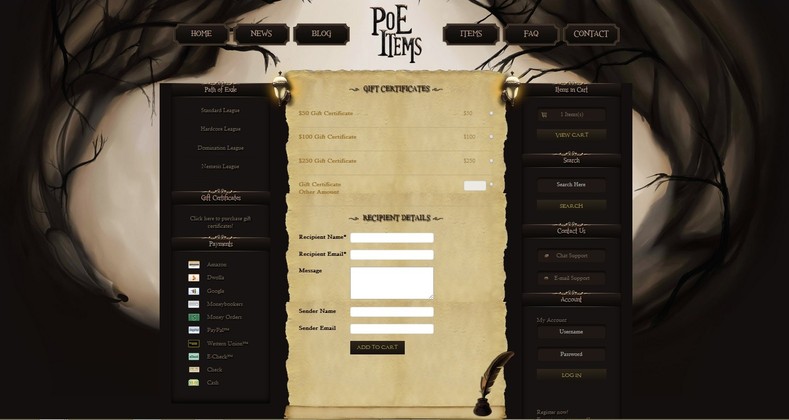 HOME
NEWS
BLOG
PoE
ITEMS
ITEMS
FAQ
CONTACT
Path of Exile
Standard League
Hardcore League
Domination League
Nemesis League
Gift Certificates
Click here to purchase gift
certificates!
Payments
Amazon
Dwolla
Google
Moneybookers
Money Orders
PayPal™
Western Union™
E-Check™
Check
Cash
GIFT CERTIFICATES
$50 Gift Certificate $50
$100 Gift Certificate $100
$250 Gift Certificate $250
Gift Certificate
Other Amount
RECIPIENT DETAILS
Recipient Name*
Recipient Email*
Message
Sender Name
Sender Email
ADD TO CART
Items in Cart
1 Items(s)
VIEW CART
Search
Search Here
SEARCH
Contact Us
Chat Support
E-mail Support
Account
My Account
Username
Password
LOG IN
Register now!